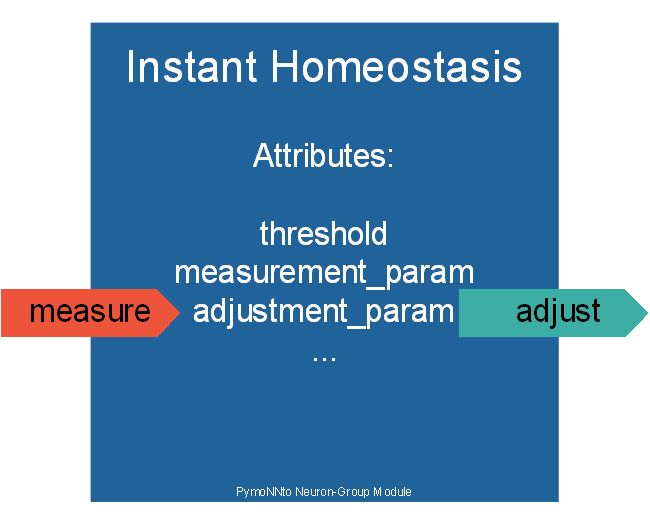 Instant Homeostasis
Attributes:
threshold
measurement_param
measure
adjustment_param
adjust
...
PymoNNto Neuron-Group Module